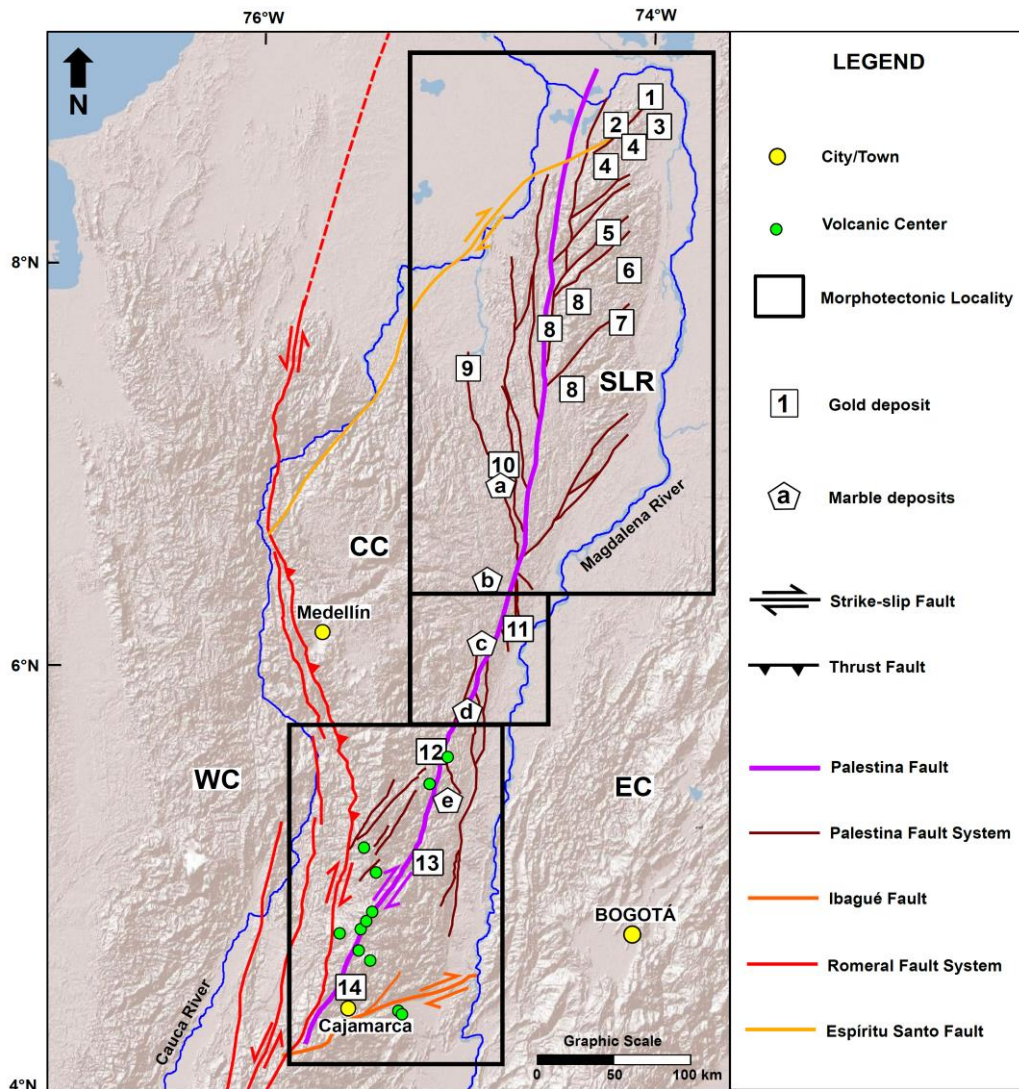 76°W
74°W
N
1
2
3
4
4
8°N
5
6
8
7
8
9
SLR
8
10
a
Magdalena River
CC
b
Medellín
11
c
6°N
d
WC
12
EC
e
13
BOGOTÁ
14
Cajamarca
Cauca River
Graphic Scale
0
50
100 km
4°N
LEGEND
City/Town
Volcanic Center
Morphotectonic Locality
1
Gold deposit
a
Marble deposits
Strike-slip Fault
Thrust Fault
Palestina Fault
Palestina Fault System
Ibagué Fault
Romeral Fault System
Espíritu Santo Fault